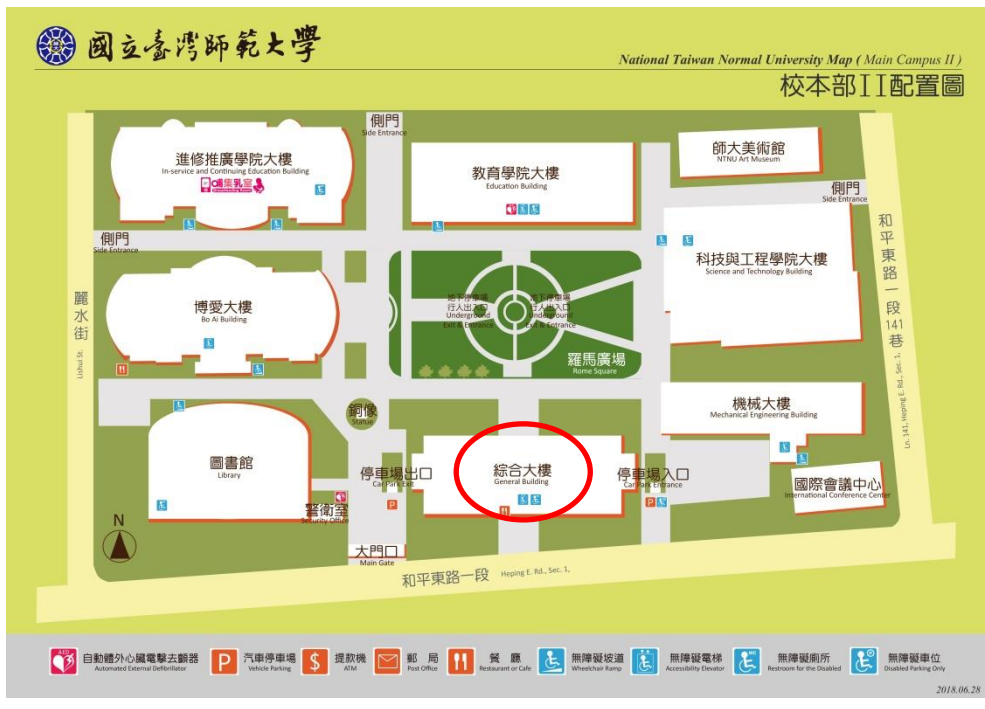 國立臺灣師範大學
National Taiwan Normal University Map ( Main Campus II )
校本部II配置圖
側門
Side Entrance
進修推廣學院大樓
In-service and Continuing Education Building
哺集乳室
Breastfeeding Room
教育學院大樓
Education Building
師大美術館
NTNU Art Museum
側門
Side Entrance
側門
Side Entrance
和平東路一段141巷
Ln. 141, Heping E. Rd., Sec. 1,
科技與工程學院大樓
Science and Technology Building
麗水街
Lishui St.
博愛大樓
Bo Ai Building
地下停車場
行人出入口
Underground
Exit & Entrance
地下停車場
行人出入口
Underground
Exit & Entrance
羅馬廣場
Rome Square
銅像
Statue
機械大樓
Mechanical Engineering Building
圖書館
Library
停車場出口
Car Park Exit
綜合大樓
General Building
停車場入口
Car Park Entrance
國際會議中心
International Conference Center
警衛室
Security Office
P
P
N
大門口
Main Gate
和平東路一段 Heping E. Rd., Sec. 1,
AED
自動體外心臟電擊去顫器
Automated External Defibrillator
P
汽車停車場
Vehicle Parking
$
提款機
ATM
郵 局
Post Office
餐 廳
Restaurant or Cafe
無障礙坡道
Wheelchair Ramp
無障礙電梯
Accessibility Elevator
無障礙廁所
Restroom for the Disabled
無障礙車位
Disabled Parking Only
2018.06.28